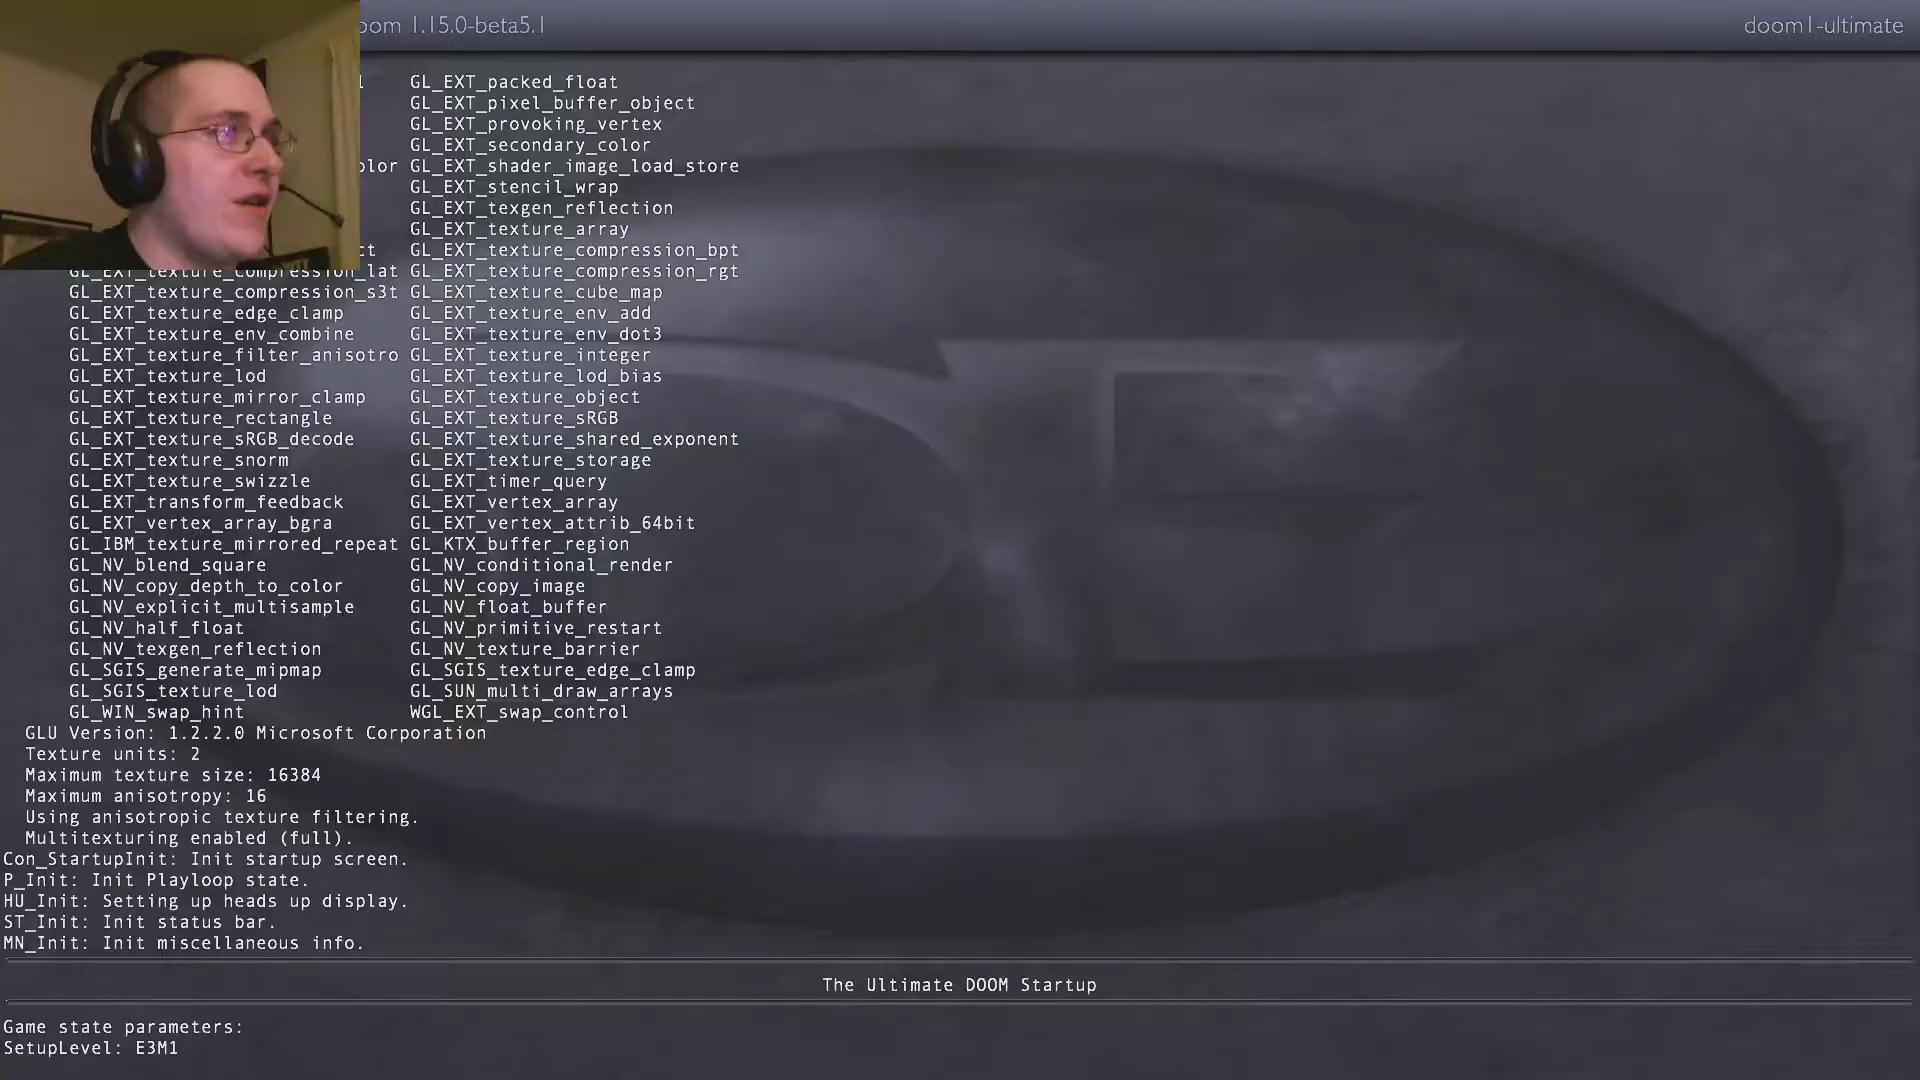 oom 1.15.0-beta5.1 doom1-ultimate
GL_EXT_packed_float
GL_EXT_pixel_buffer_object
GL_EXT_provoking_vertex
GL_EXT_secondary_color
olor GL_EXT_shader_image_load_store
GL_EXT_stencil_wrap
GL_EXT_texgen_reflection
GL_EXT_texture_array
ct GL_EXT_texture_compression_bpt
GL_EXT_texture_compression_lat GL_EXT_texture_compression_rgt
GL_EXT_texture_compression_s3t GL_EXT_texture_cube_map
GL_EXT_texture_edge_clamp GL_EXT_texture_env_add
GL_EXT_texture_env_combine GL_EXT_texture_env_dot3
GL_EXT_texture_filter_anisotro GL_EXT_texture_integer
GL_EXT_texture_lod GL_EXT_texture_lod_bias
GL_EXT_texture_mirror_clamp GL_EXT_texture_object
GL_EXT_texture_rectangle GL_EXT_texture_sRGB
GL_EXT_texture_sRGB_decode GL_EXT_texture_shared_exponent
GL_EXT_texture_snorm GL_EXT_texture_storage
GL_EXT_texture_swizzle GL_EXT_timer_query
GL_EXT_transform_feedback GL_EXT_vertex_array
GL_EXT_vertex_array_bgra GL_EXT_vertex_attrib_64bit
GL_IBM_texture_mirrored_repeat GL_KTX_buffer_region
GL_NV_blend_square GL_NV_conditional_render
GL_NV_copy_depth_to_color GL_NV_copy_image
GL_NV_explicit_multisample GL_NV_float_buffer
GL_NV_half_float GL_NV_primitive_restart
GL_NV_texgen_reflection GL_NV_texture_barrier
GL_SGIS_generate_mipmap GL_SGIS_texture_edge_clamp
GL_SGIS_texture_lod GL_SUN_multi_draw_arrays
GL_WIN_swap_hint WGL_EXT_swap_control
GLU Version: 1.2.2.0 Microsoft Corporation
Texture units: 2
Maximum texture size: 16384
Maximum anisotropy: 16
Using anisotropic texture filtering.
Multitexturing enabled (full).
Con_StartupInit: Init startup screen.
P_Init: Init Playloop state.
HU_Init: Setting up heads up display.
ST_Init: Init status bar.
MN_Init: Init miscellaneous info.
The Ultimate DOOM Startup
Game state parameters:
SetupLevel: E3M1